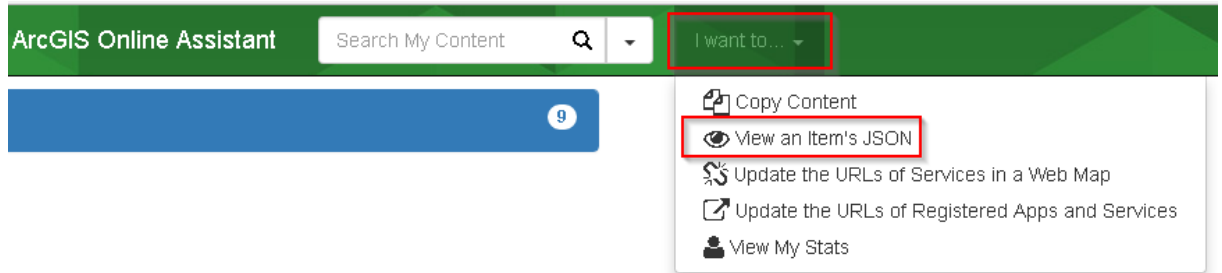 ArcGIS Online Assistant Search My Content I want to...
9
Copy Content
View an Item's JSON
Update the URLs of Services in a Web Map
Update the URLs of Registered Apps and Services
View My Stats